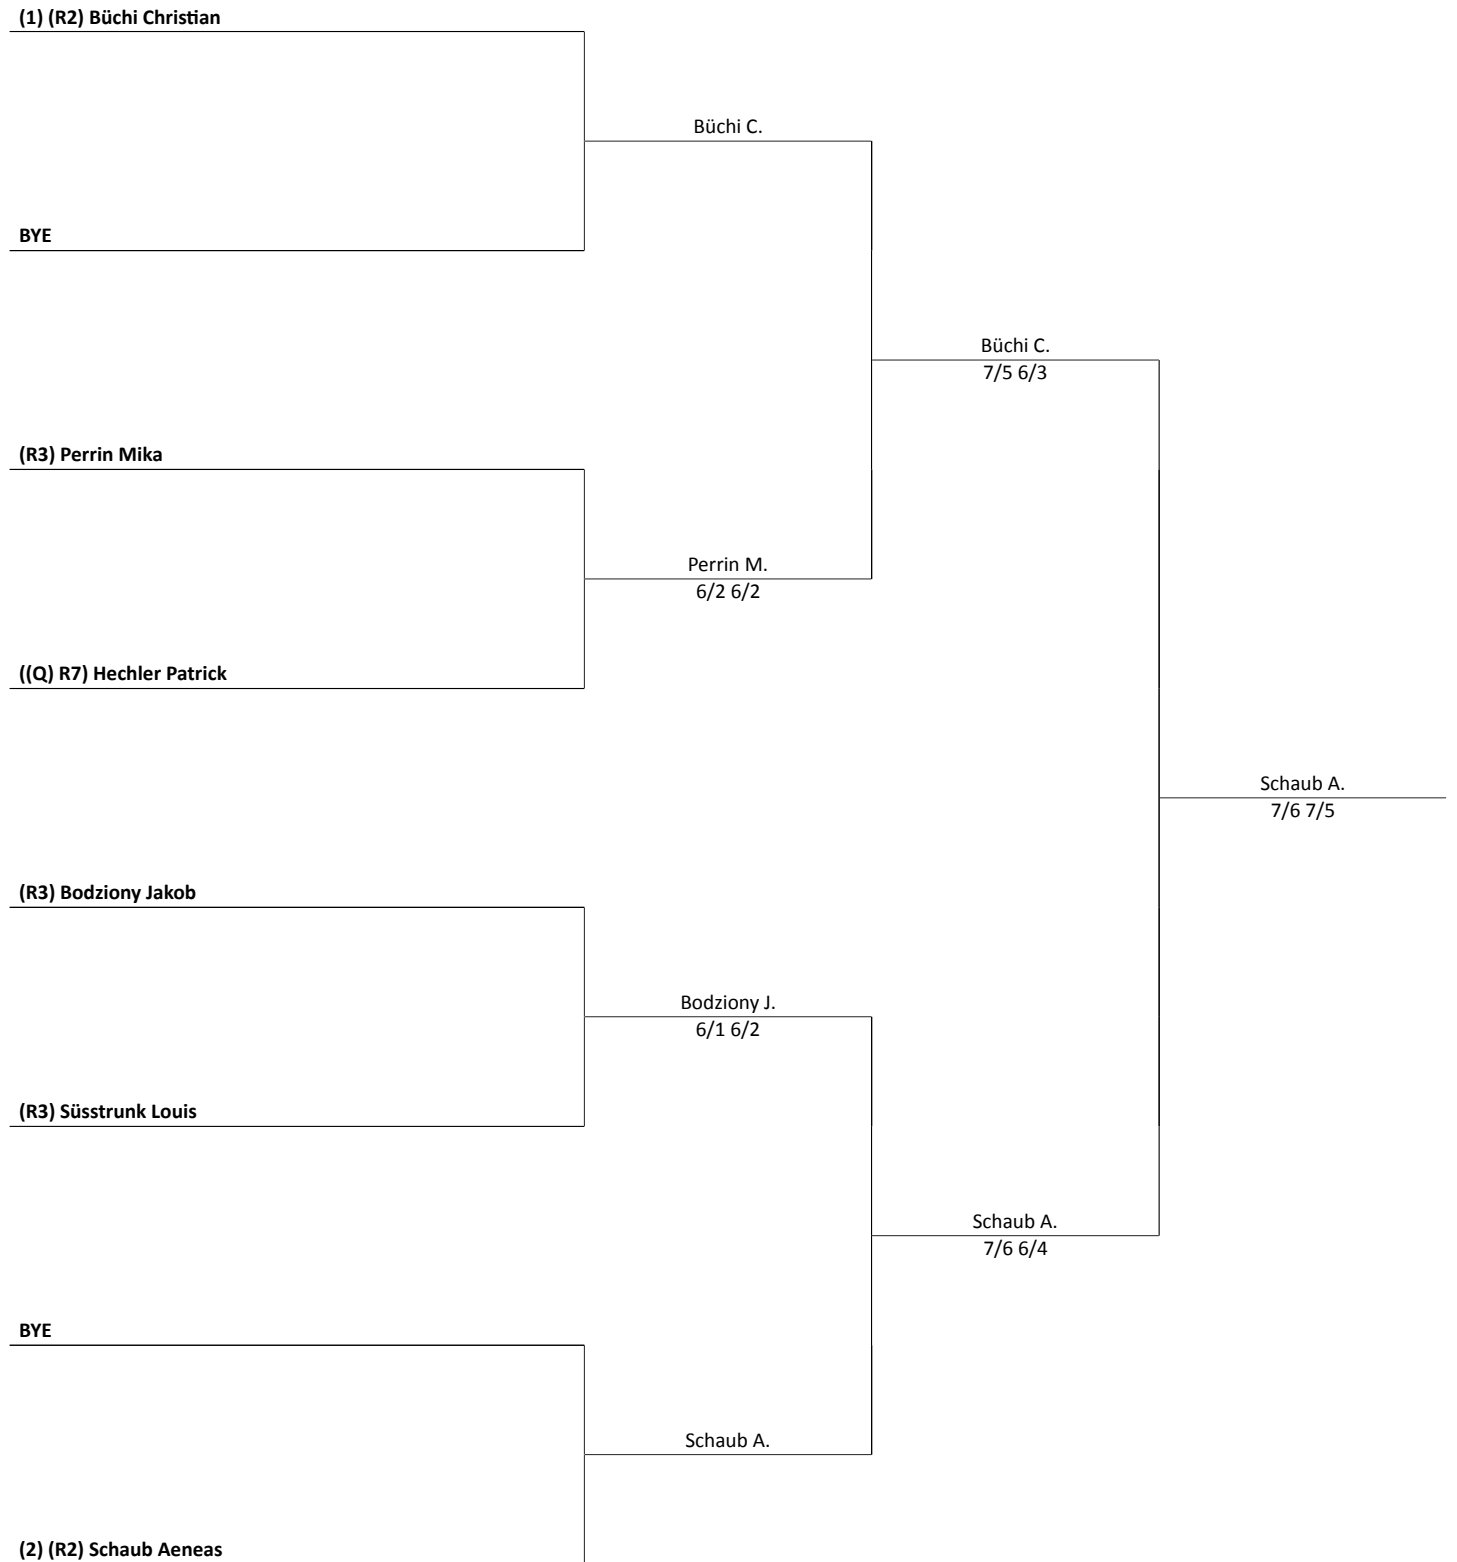 (1) (R2) Büchi Christian
Büchi C.
BYE
Büchi C.
7/5 6/3
(R3) Perrin Mika
Perrin M.
6/2 6/2
((Q) R7) Hechler Patrick
Schaub A.
7/6 7/5
(R3) Bodziony Jakob
Bodziony J.
6/1 6/2
(R3) Süsstrunk Louis
Schaub A.
7/6 6/4
BYE
Schaub A.
(2) (R2) Schaub Aeneas